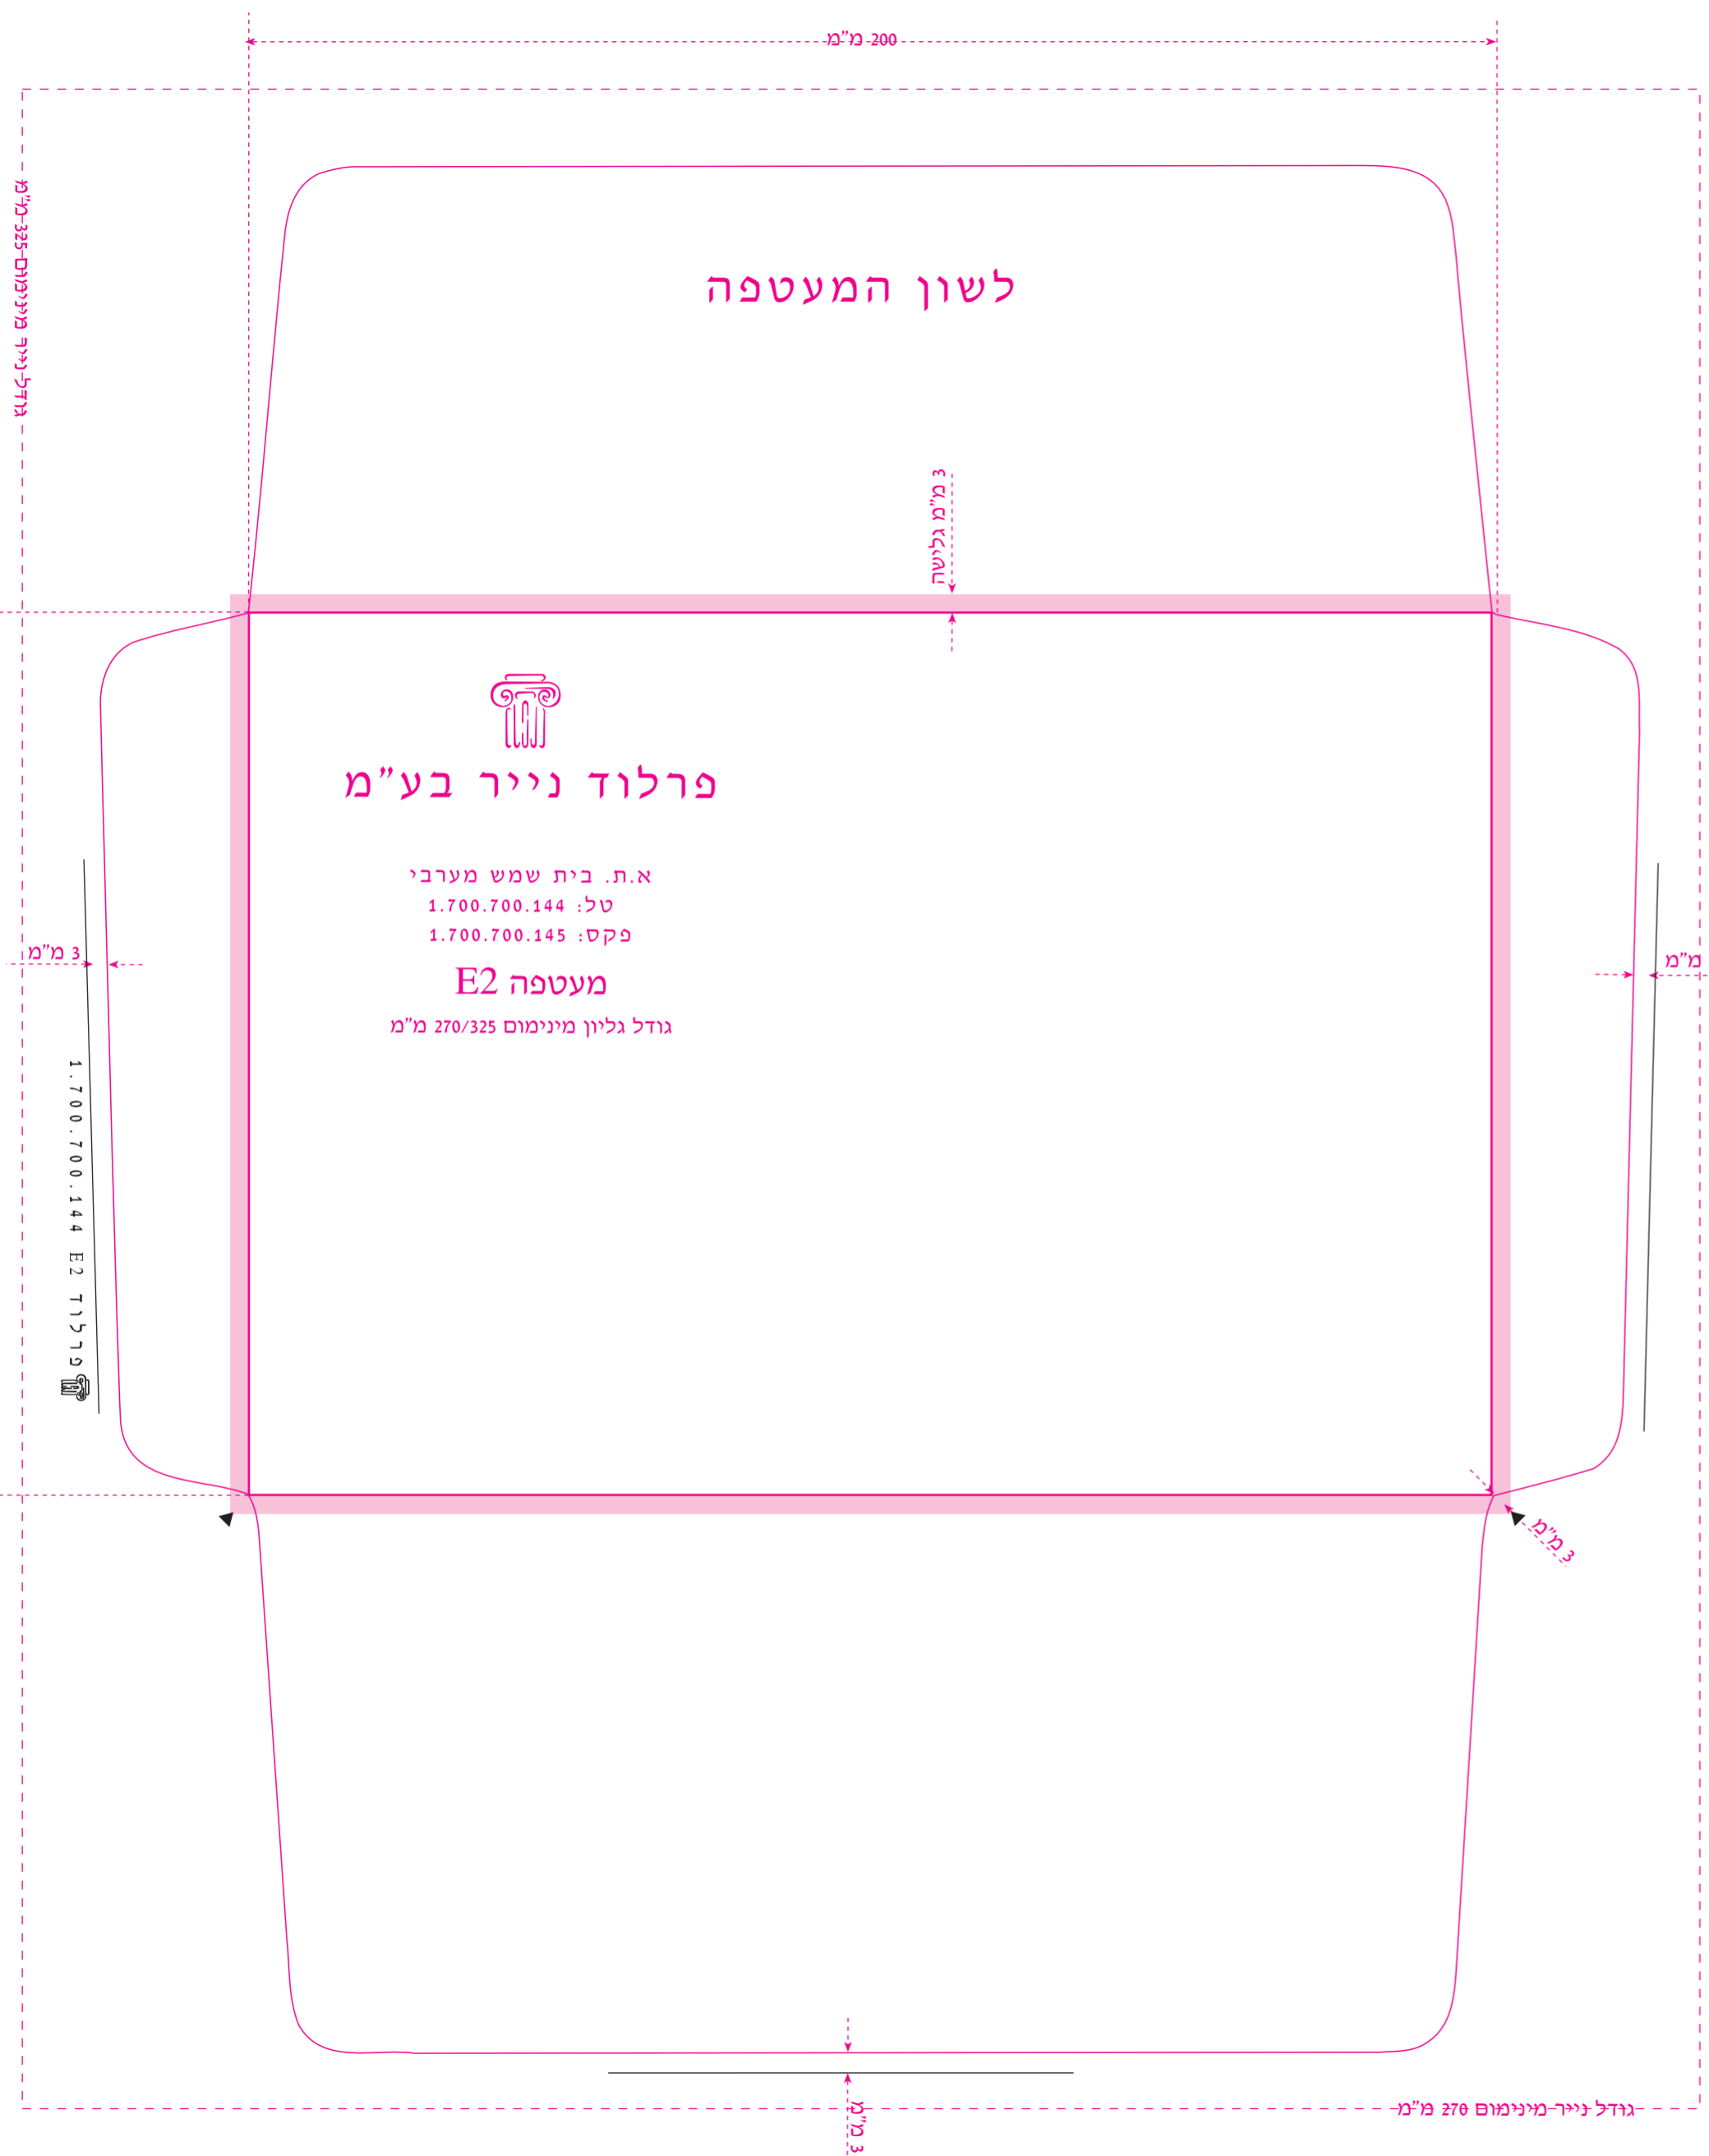 200 מ"מ
גודל נייר מינימום 325 מ"מ
לשון המעטפה
3 מ"מ גלישה
פרלוד נייר בע"מ
א.ת. בית שמש מערבי
טל: 1.700.700.144
פקס: 1.700.700.145
מעטפה E2
גודל גליון מינימום 270/325 מ"מ
3 מ"מ
מ"מ
פרלוד E2 1.700.700.144
3 מ"מ
3 מ"מ
גודל נייר מינימום 270 מ"מ